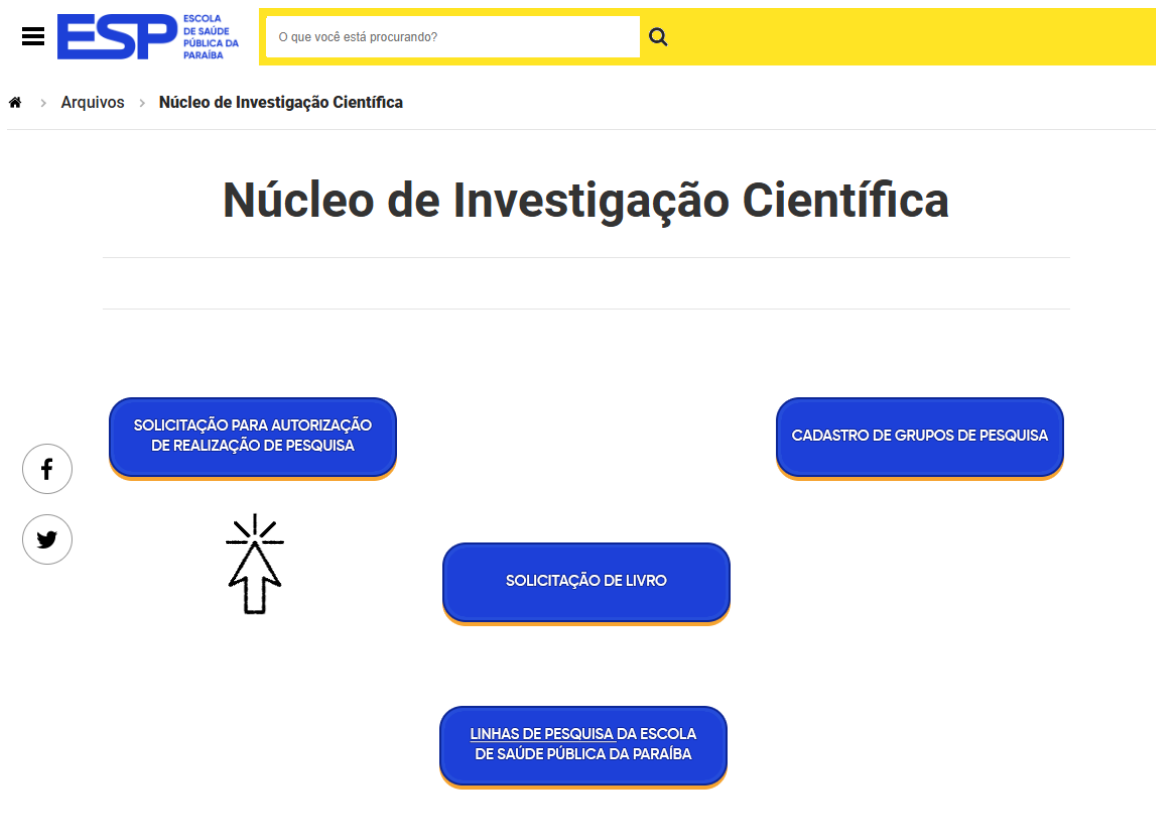 ESP
ESCOLA
DE SAÚDE
PÚBLICA DA
PARAÍBA
O que você está procurando?
Arquivos > Núcleo de Investigação Científica
Núcleo de Investigação Científica
SOLICITAÇÃO PARA AUTORIZAÇÃO
DE REALIZAÇÃO DE PESQUISA
CADASTRO DE GRUPOS DE PESQUISA
SOLICITAÇÃO DE LIVRO
LINHAS DE PESQUISA DA ESCOLA
DE SAÚDE PÚBLICA DA PARAÍBA